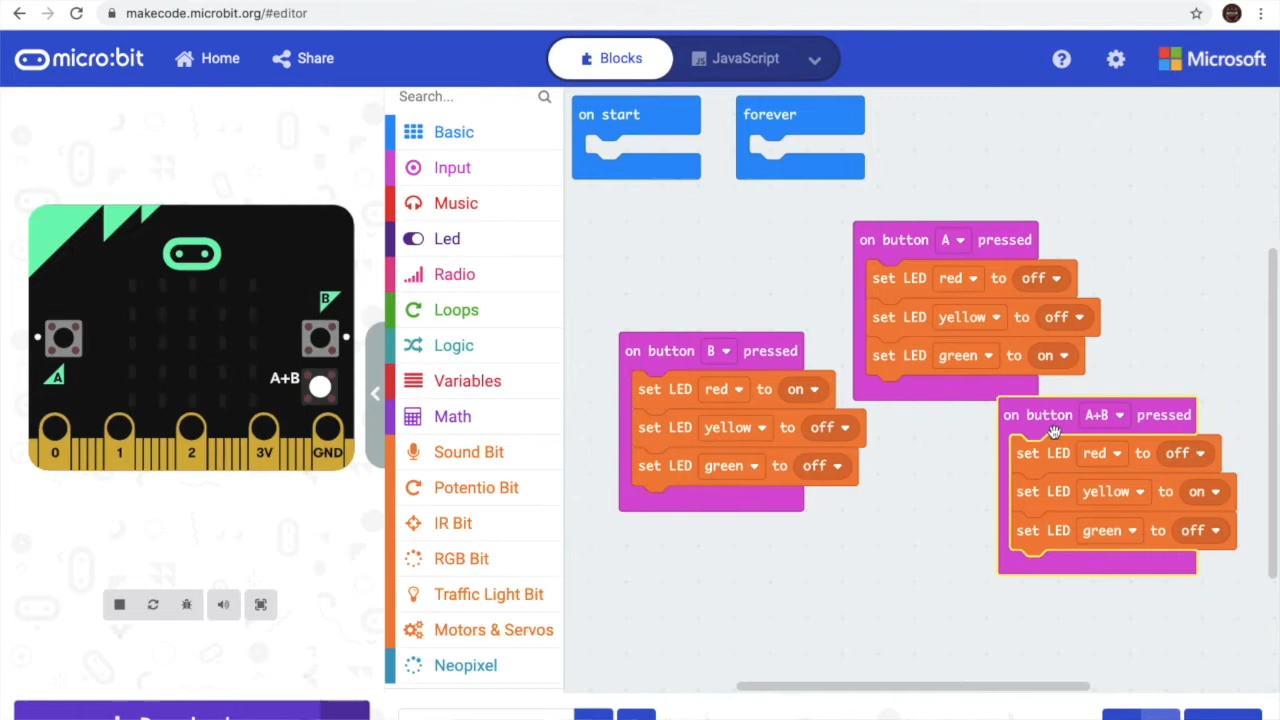 makecode.microbit.org/#editor
micro:bit
Home
Share
Blocks
JavaScript
Microsoft
Search...
Basic
Input
Music
Led
Radio
Loops
Logic
Variables
Math
Sound Bit
Potentio Bit
IR Bit
RGB Bit
Traffic Light Bit
Motors & Servos
Neopixel
B
A
A+B
0 1 2 3V GND
on start
forever
on button A pressed
set LED red to off
set LED yellow to off
set LED green to on
on button B pressed
set LED red to on
set LED yellow to off
set LED green to off
on button A+B pressed
set LED red to off
set LED yellow to on
set LED green to off